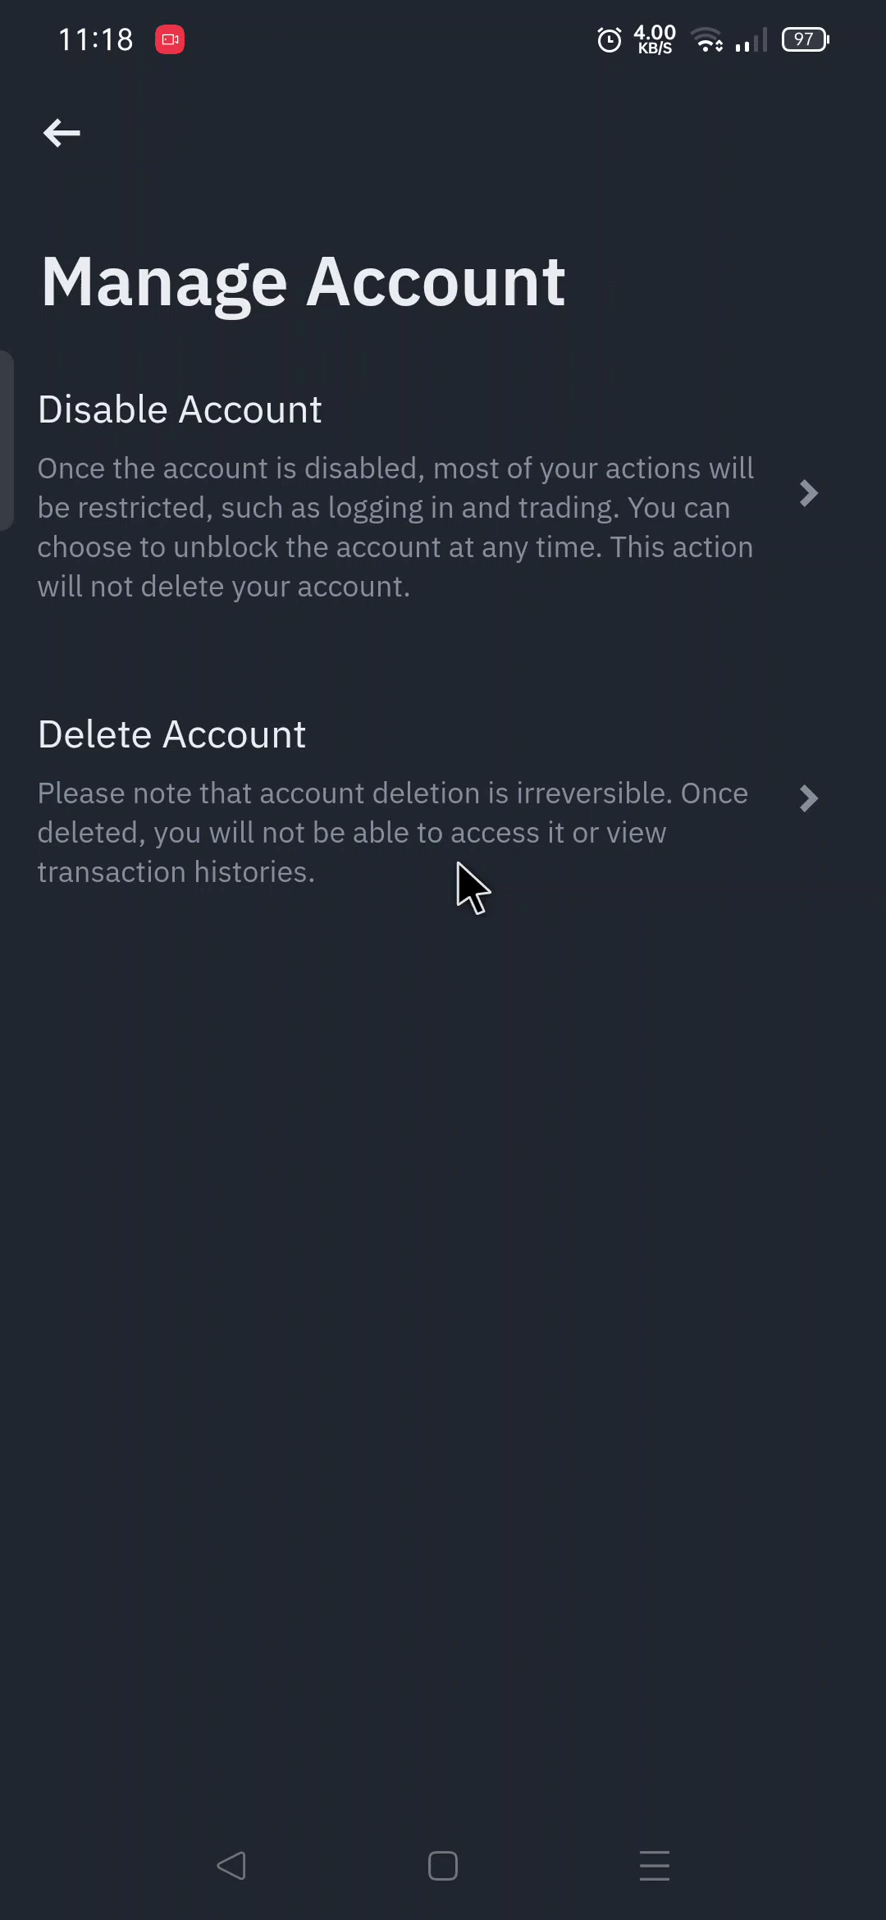 11:18
4.00
KB/S
97
Manage Account
Disable Account
Once the account is disabled, most of your actions will
be restricted, such as logging in and trading. You can
choose to unblock the account at any time. This action
will not delete your account.
Delete Account
Please note that account deletion is irreversible. Once
deleted, you will not be able to access it or view
transaction histories.